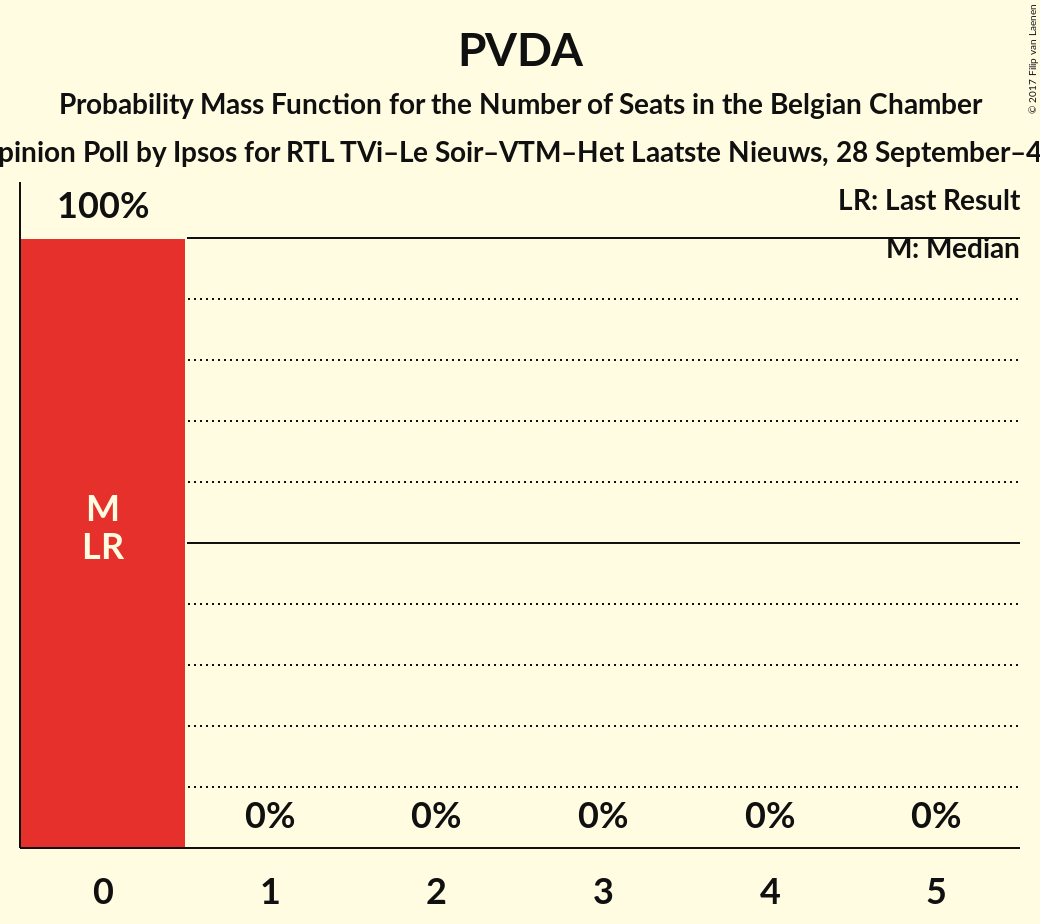 PVDA
Probability Mass Function for the Number of Seats in the Belgian Chamber
pinion Poll by Ipsos for RTL TVi–Le Soir–VTM–Het Laatste Nieuws, 28 September–4
© 2017 Filip van Laenen
100%
LR: Last Result
M: Median
M
LR
0% 0% 0% 0% 0%
0 1 2 3 4 5